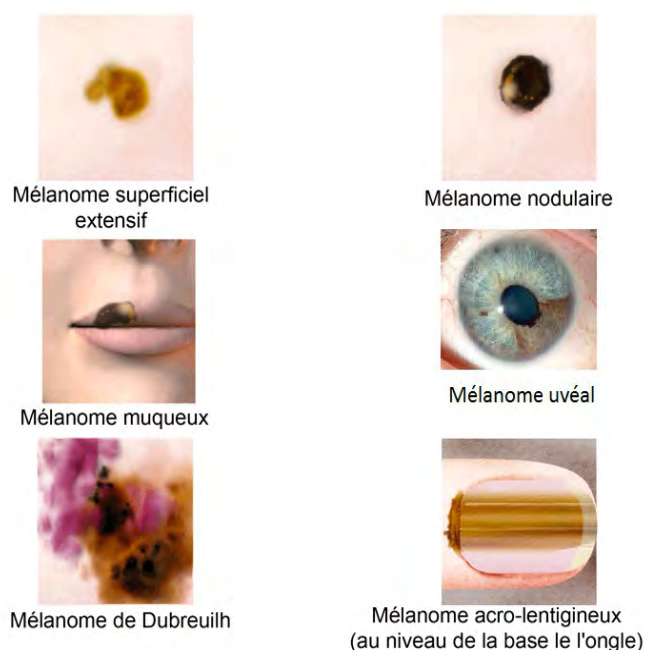 Mélanome superficiel
extensif
Mélanome nodulaire
Mélanome muqueux
Mélanome uvéal
Mélanome de Dubreuilh
Mélanome acro-lentigineux
(au niveau de la base le l'ongle)